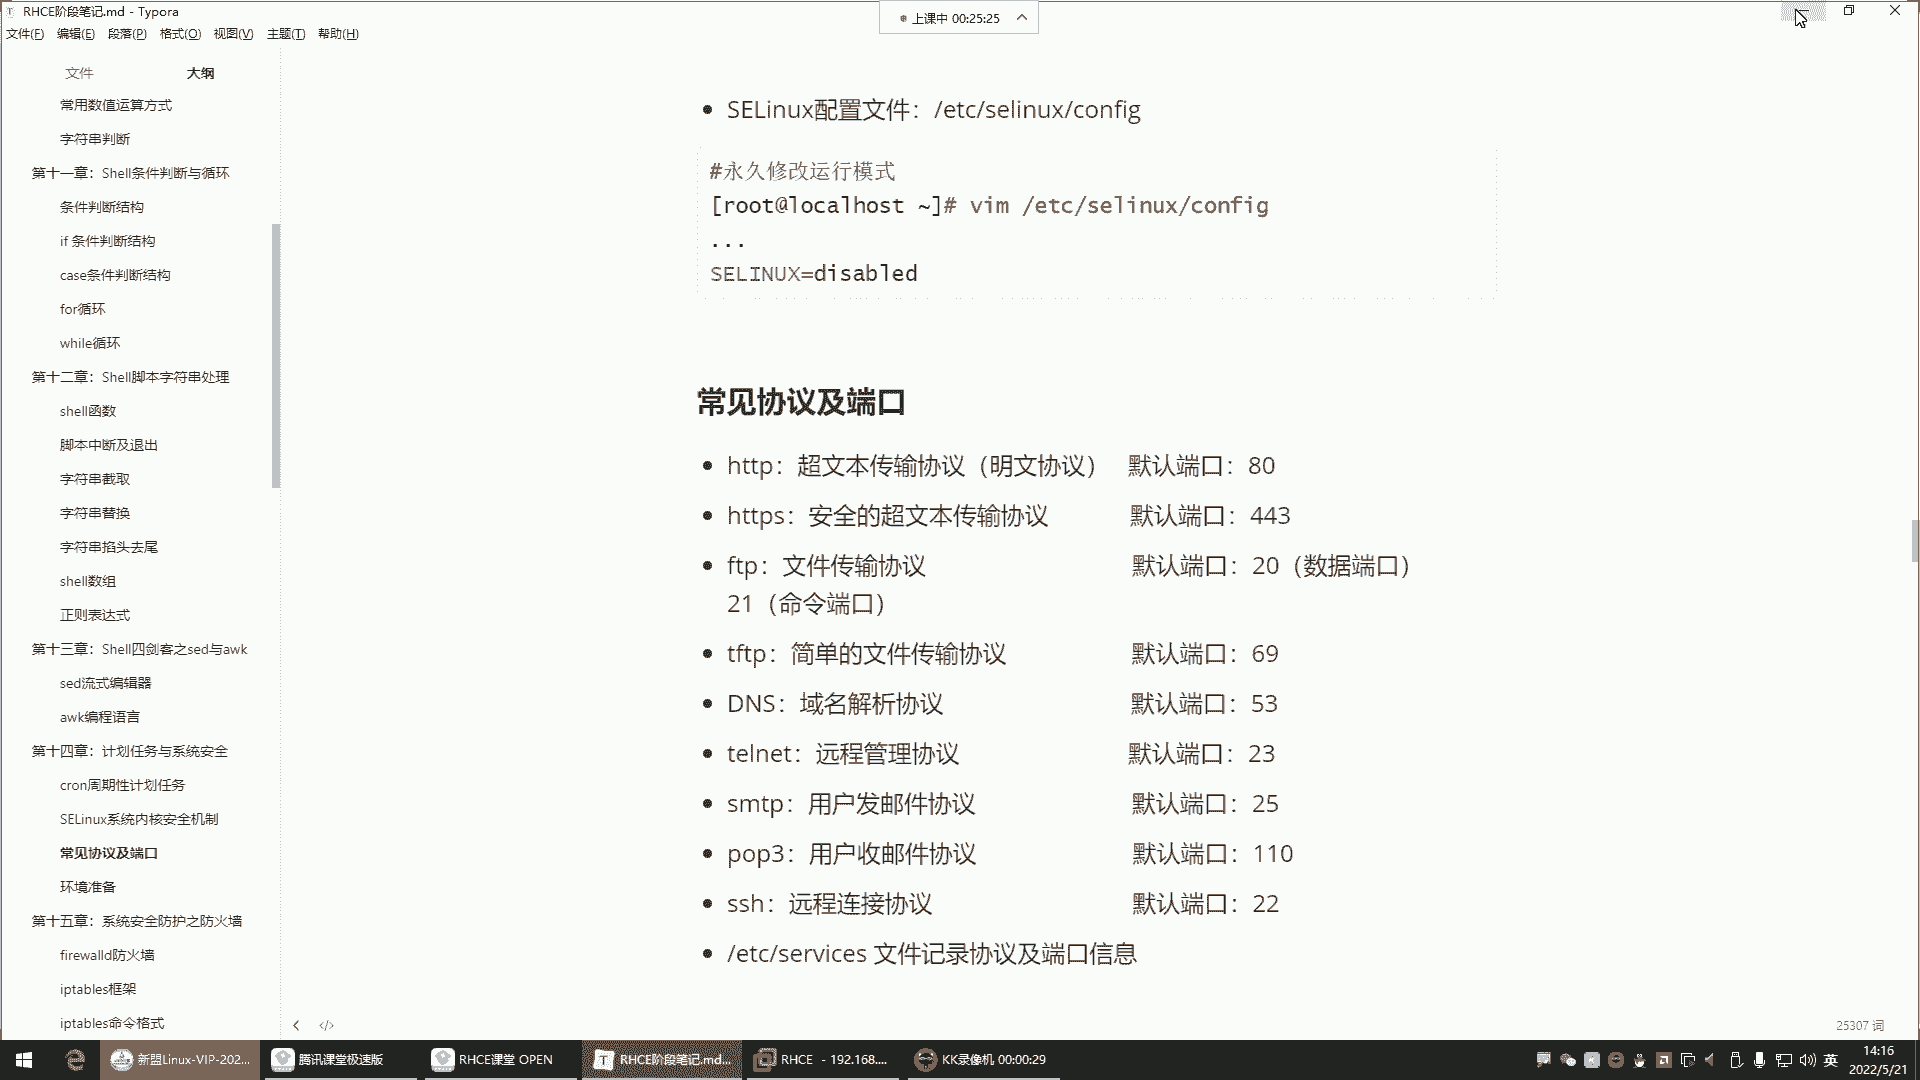 RHCE阶段笔记.md - Typora
上课中 00:25:25
文件(F) 编辑(E) 段落(P) 格式(O) 视图(V) 主题(T) 帮助(H)
文件 大纲
常用数值运算方式
字符串判断
第十一章：Shell条件判断与循环
条件判断结构
if 条件判断结构
case条件判断结构
for循环
while循环
第十二章：Shell脚本字符串处理
shell函数
脚本中断及退出
字符串截取
字符串替换
字符串掐头去尾
shell数组
正则表达式
第十三章：Shell四剑客之sed与awk
sed流式编辑器
awk编程语言
第十四章：计划任务与系统安全
cron周期性计划任务
SELinux系统内核安全机制
常见协议及端口
环境准备
第十五章：系统安全防护之防火墙
firewalld防火墙
iptables框架
iptables命令格式
SELinux配置文件：/etc/selinux/config
#永久修改运行模式
[root@localhost ~]# vim /etc/selinux/config
...
SELINUX=disabled
常见协议及端口
http：超文本传输协议（明文协议） 默认端口：80
https：安全的超文本传输协议 默认端口：443
ftp：文件传输协议 默认端口：20（数据端口）
21（命令端口）
tftp：简单的文件传输协议 默认端口：69
DNS：域名解析协议 默认端口：53
telnet：远程管理协议 默认端口：23
smtp：用户发邮件协议 默认端口：25
pop3：用户收邮件协议 默认端口：110
ssh：远程连接协议 默认端口：22
/etc/services 文件记录协议及端口信息
25307 词
新盟Linux-VIP-202... 腾讯课堂极速版 RHCE课堂 OPEN RHCE阶段笔记.md... RHCE - 192.168.... KK录像机 00:00:29 英 14:16
2022/5/21